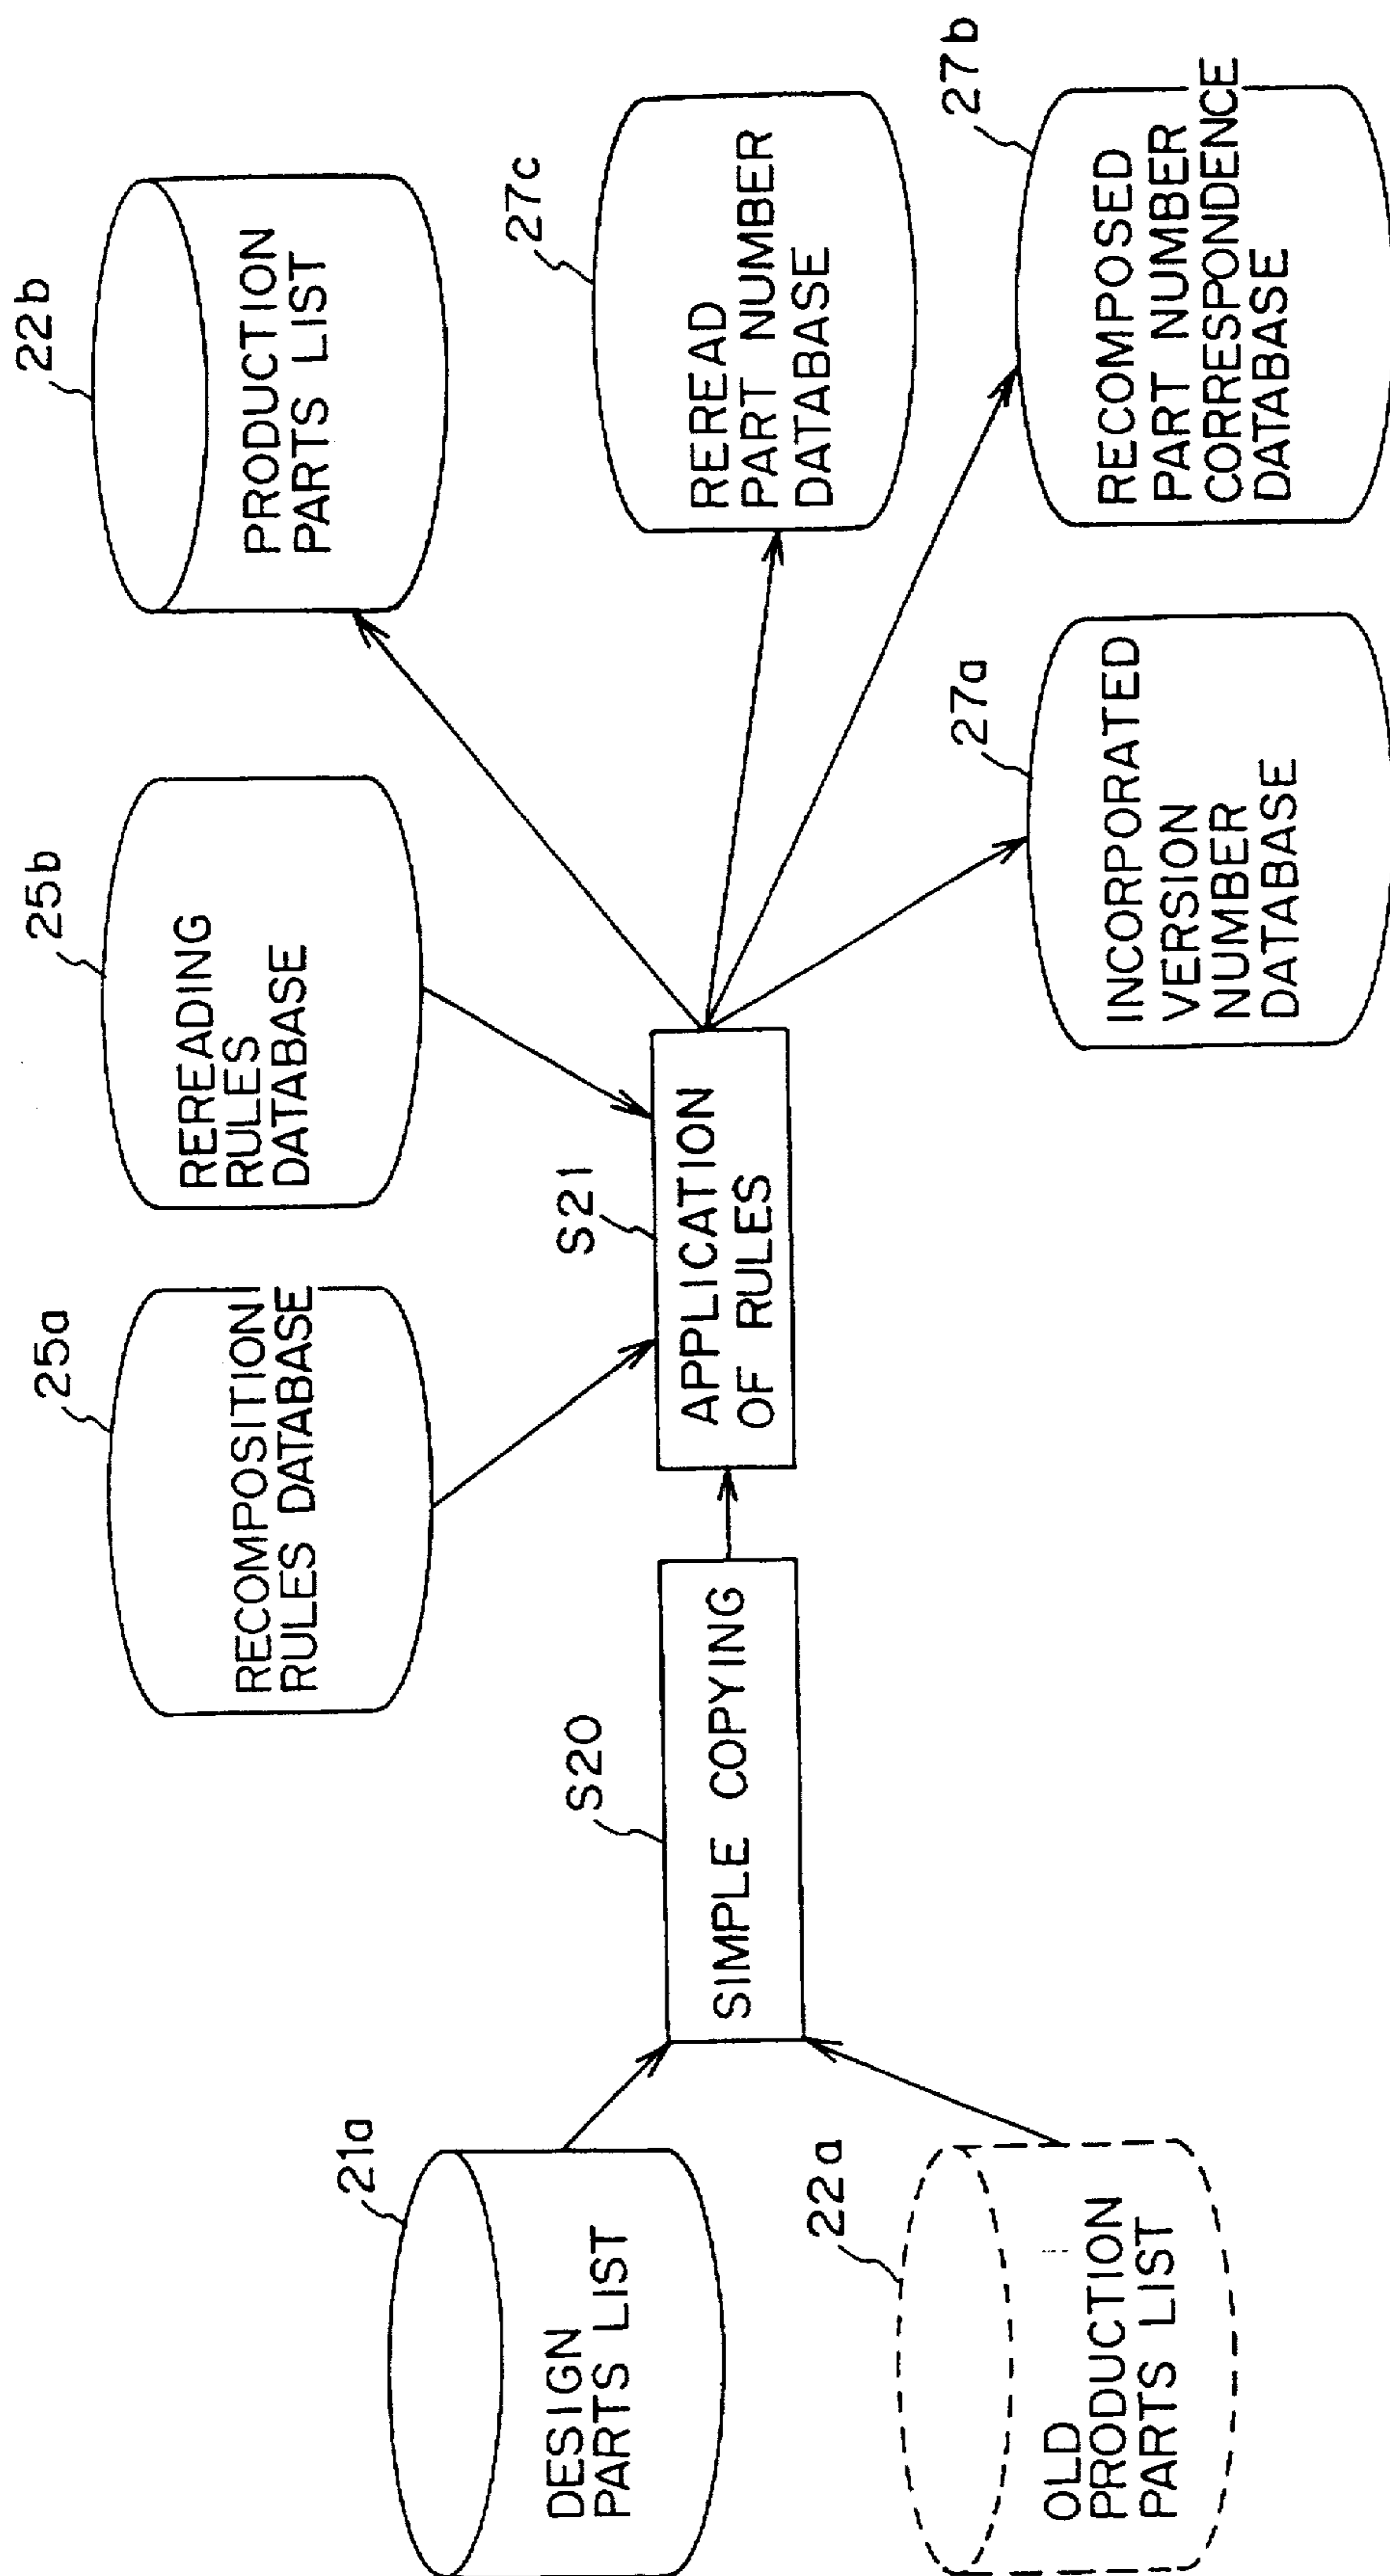 21a
DESIGN
PARTS LIST
22a
OLD
PRODUCTION
PARTS LIST
S20
SIMPLE COPYING
25a
RECOMPOSITION
RULES DATABASE
25b
REREADING
RULES
DATABASE
S21
APPLICATION
OF RULES
22b
PRODUCTION
PARTS LIST
27c
REREAD
PART NUMBER
DATABASE
27a
INCORPORATED
VERSION
NUMBER
DATABASE
27b
RECOMPOSED
PART NUMBER
CORRESPONDENCE
DATABASE